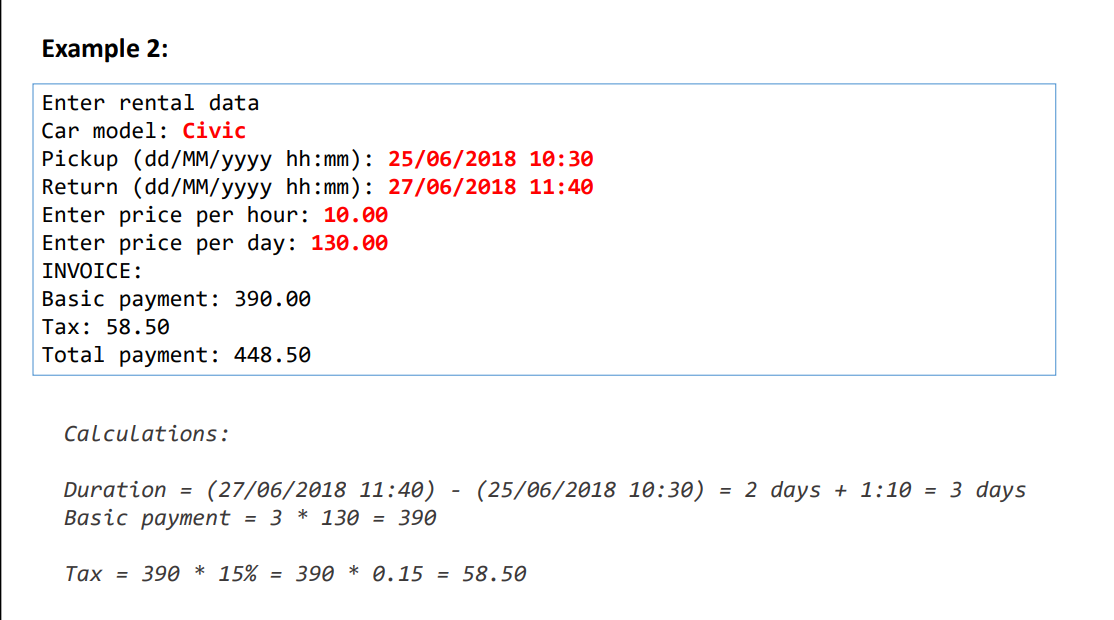 Example 2:
Enter rental data
Car model: Civic
Pickup (dd/MM/yyyy hh:mm): 25/06/2018 10:30
Return (dd/MM/yyyy hh:mm): 27/06/2018 11:40
Enter price per hour: 10.00
Enter price per day: 130.00
INVOICE:
Basic payment: 390.00
Tax: 58.50
Total payment: 448.50
Calculations:
Duration = (27/06/2018 11:40) - (25/06/2018 10:30) = 2 days + 1:10 = 3 days
Basic payment = 3 * 130 = 390
Tax = 390 * 15% = 390 * 0.15 = 58.50